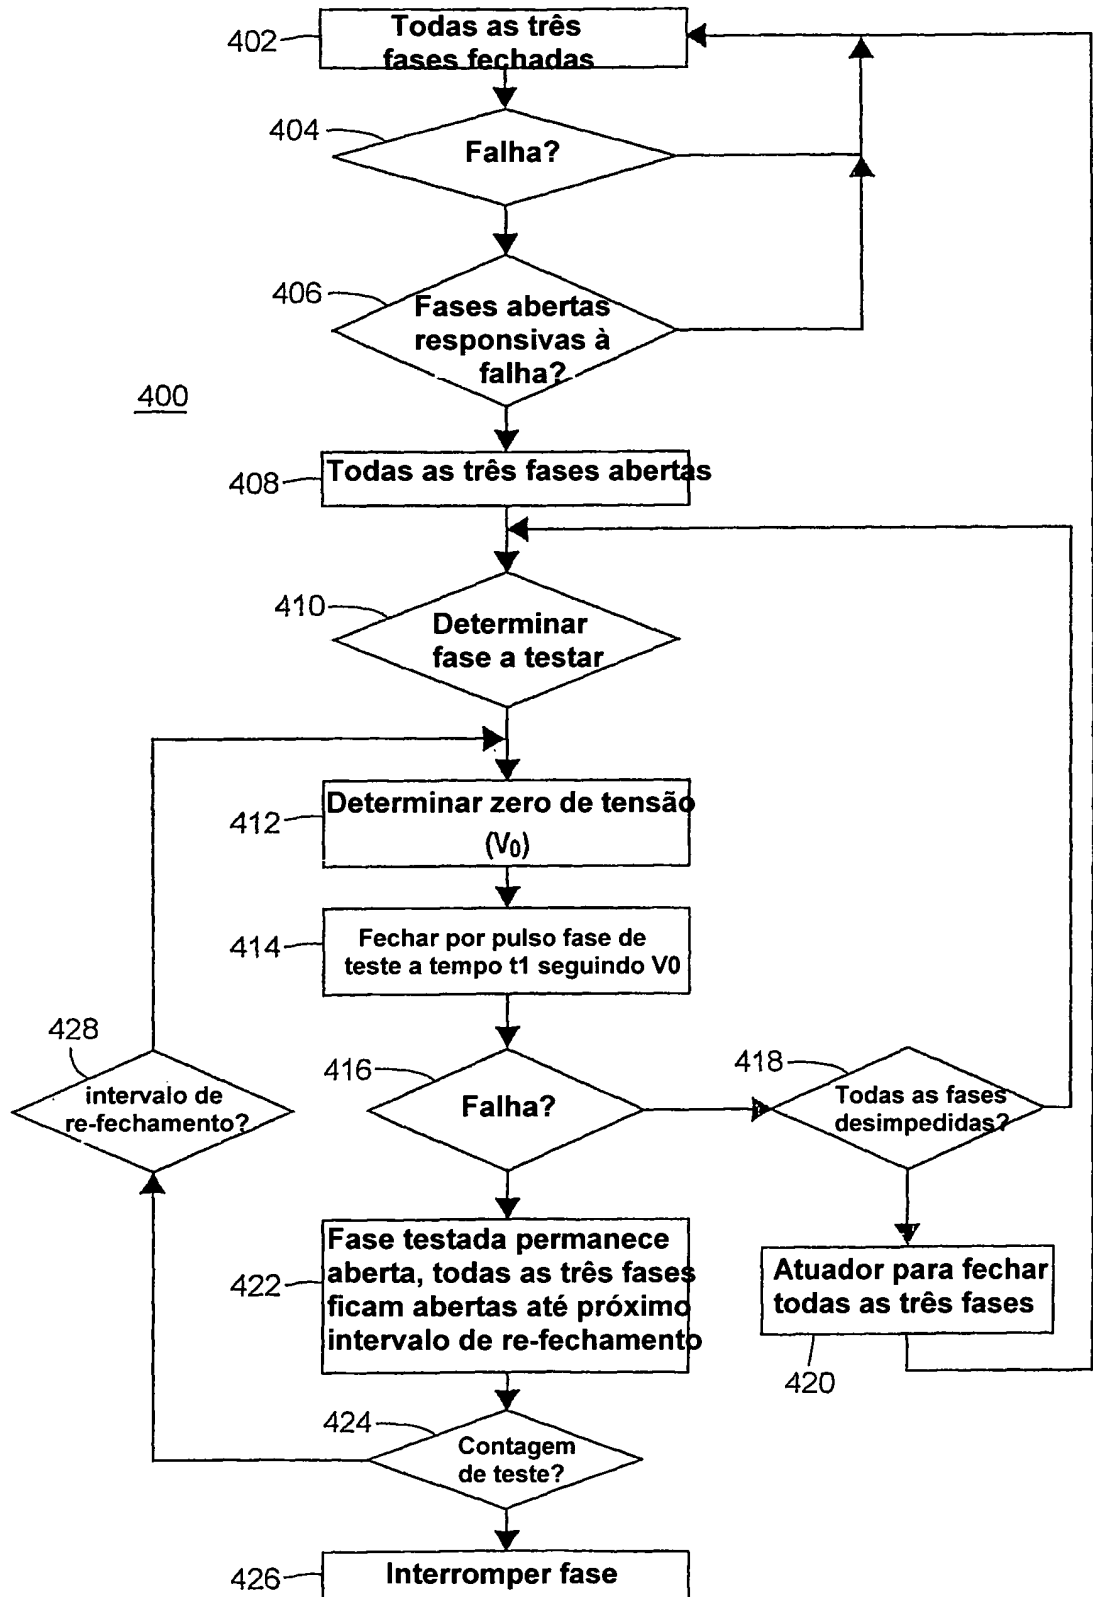 402
Todas as três
fases fechadas
404
Falha?
406
Fases abertas
responsivas à
falha?
400
408
Todas as três fases abertas
410
Determinar
fase a testar
412
Determinar zero de tensão
(V₀)
414
Fechar por pulso fase de
teste a tempo t1 seguindo V0
428
intervalo de
re-fechamento?
416
Falha?
418
Todas as fases
desimpedidas?
422
Fase testada permanece
aberta, todas as três fases
ficam abertas até próximo
intervalo de re-fechamento
Atuador para fechar
todas as três fases
420
424
Contagem
de teste?
426
Interromper fase